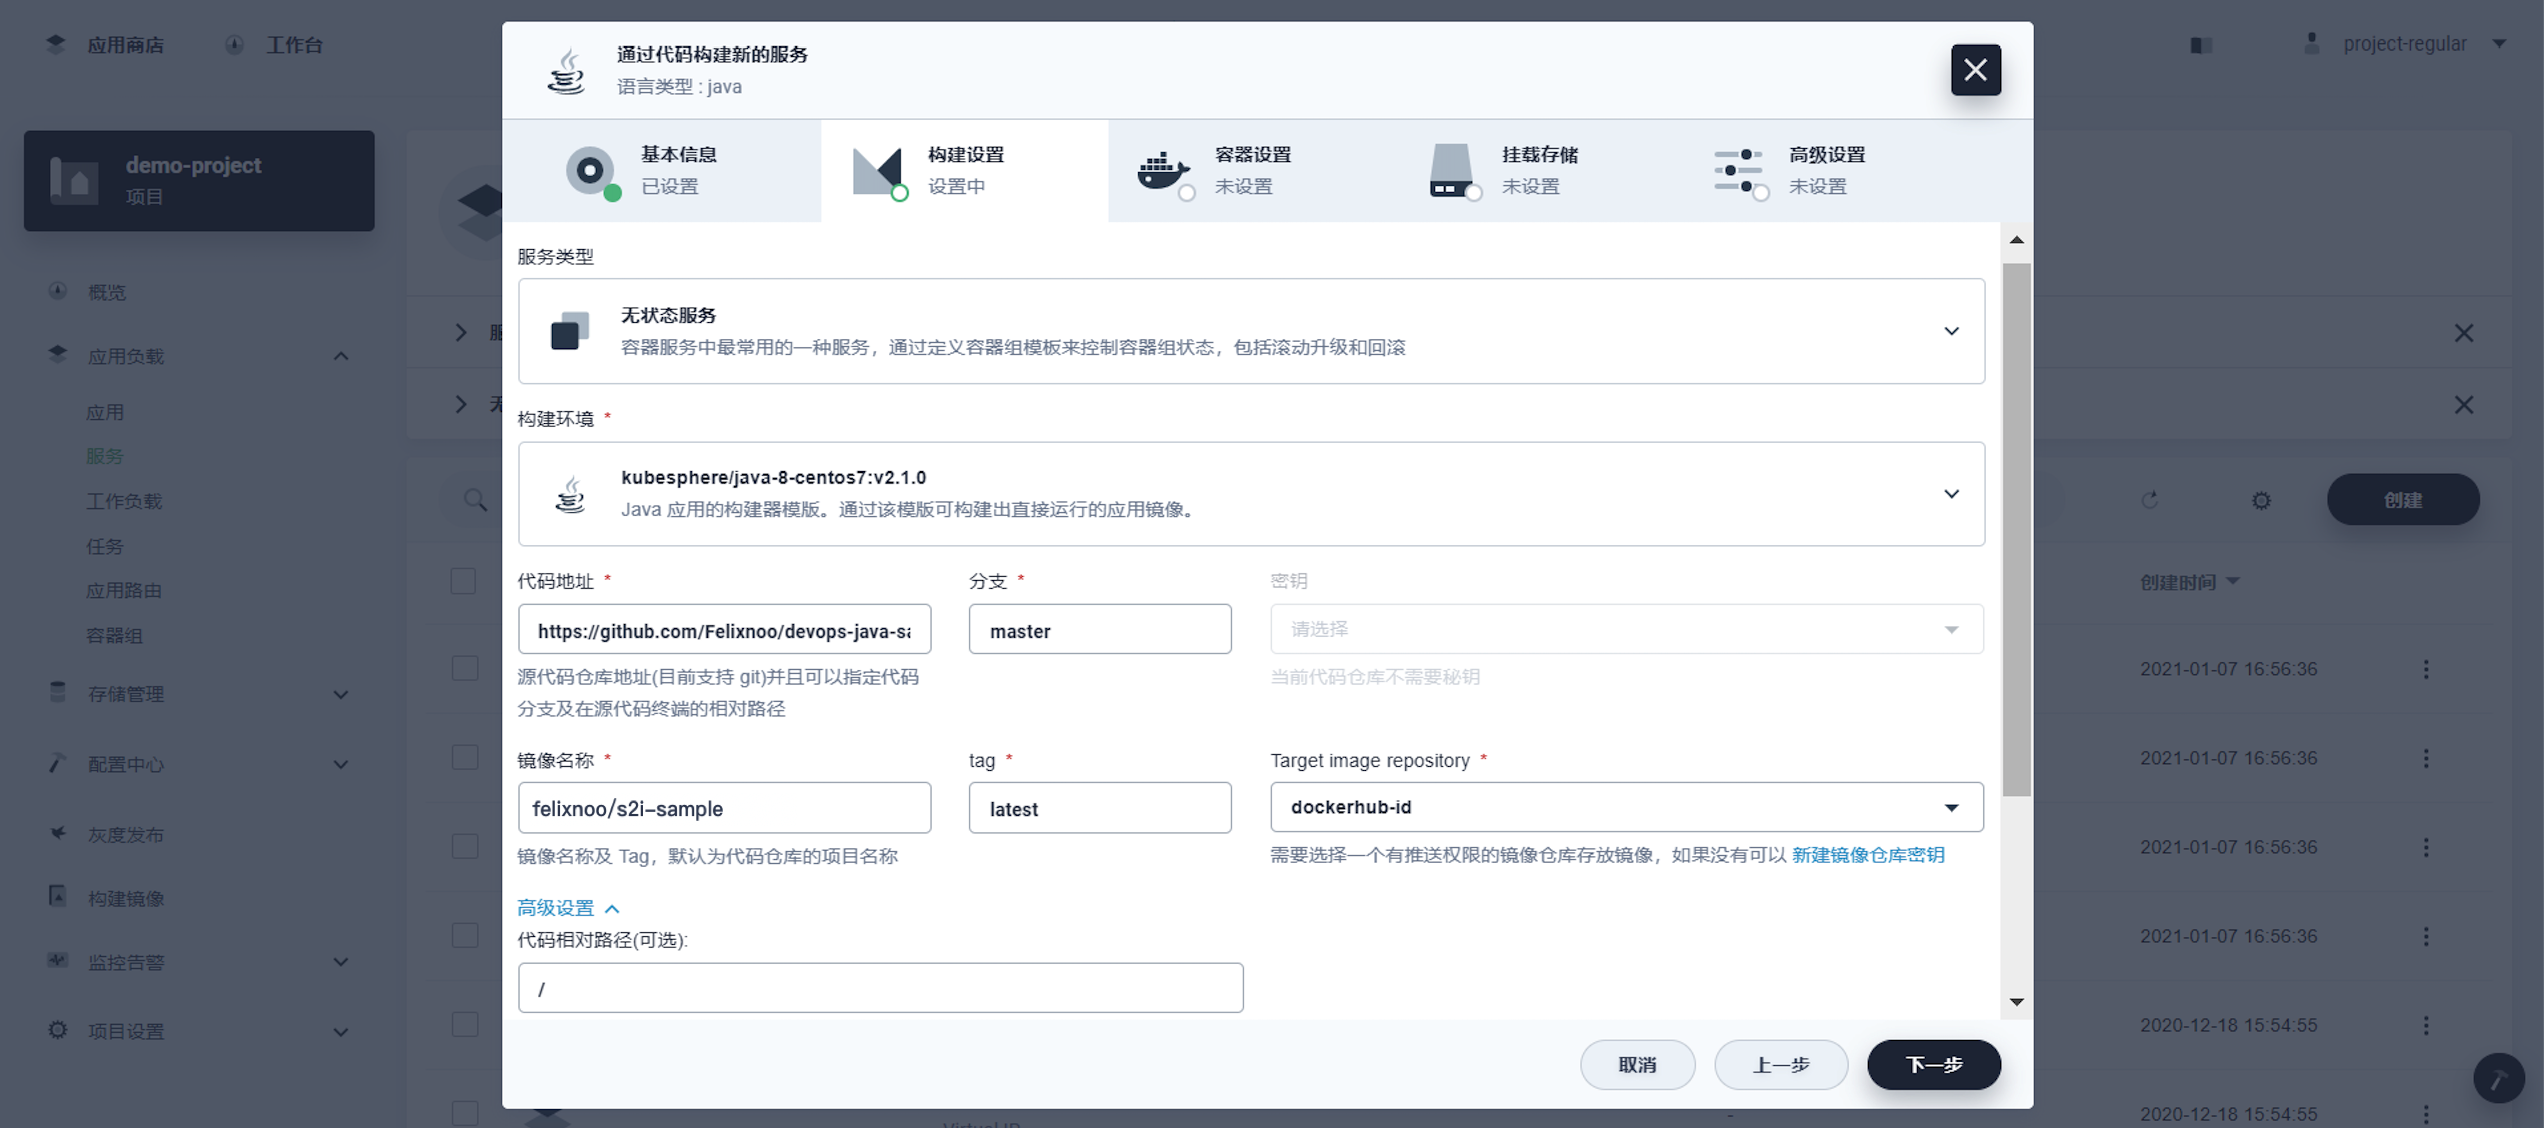 应用商店
工作台
project-regular
demo-project
项目
概览
应用负载
应用
服务
工作负载
任务
应用路由
容器组
存储管理
配置中心
灰度发布
构建镜像
监控告警
项目设置
通过代码构建新的服务
语言类型 : java
基本信息
已设置
构建设置
设置中
容器设置
未设置
挂载存储
未设置
高级设置
未设置
服务类型
无状态服务
容器服务中最常用的一种服务，通过定义容器组模板来控制容器组状态，包括滚动升级和回滚
构建环境 *
kubesphere/java-8-centos7:v2.1.0
Java 应用的构建器模版。通过该模版可构建出直接运行的应用镜像。
代码地址 *
https://github.com/Felixnoo/devops-java-sa
源代码仓库地址(目前支持 git)并且可以指定代码
分支及在源代码终端的相对路径
分支 *
master
密钥
请选择
当前代码仓库不需要秘钥
镜像名称 *
felixnoo/s2i-sample
镜像名称及 Tag，默认为代码仓库的项目名称
tag *
latest
Target image repository *
dockerhub-id
需要选择一个有推送权限的镜像仓库存放镜像，如果没有可以 新建镜像仓库密钥
高级设置
代码相对路径(可选):
/
取消
上一步
下一步
创建
创建时间
2021-01-07 16:56:36
2021-01-07 16:56:36
2021-01-07 16:56:36
2021-01-07 16:56:36
2020-12-18 15:54:55
2020-12-18 15:54:55
-